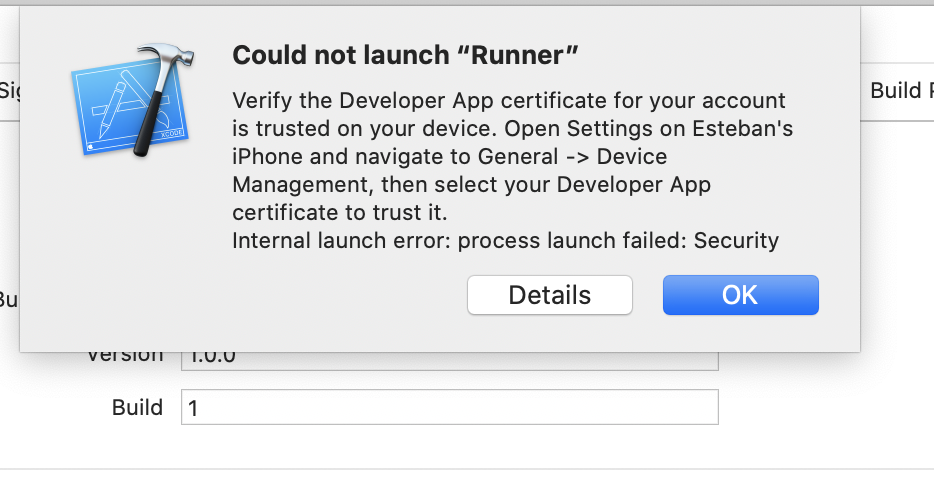 Could not launch “Runner”
Verify the Developer App certificate for your account
is trusted on your device. Open Settings on Esteban's
iPhone and navigate to General -> Device
Management, then select your Developer App
certificate to trust it.
Internal launch error: process launch failed: Security
Details
OK
XCODE
Build
Version
1.0.0
Build
1